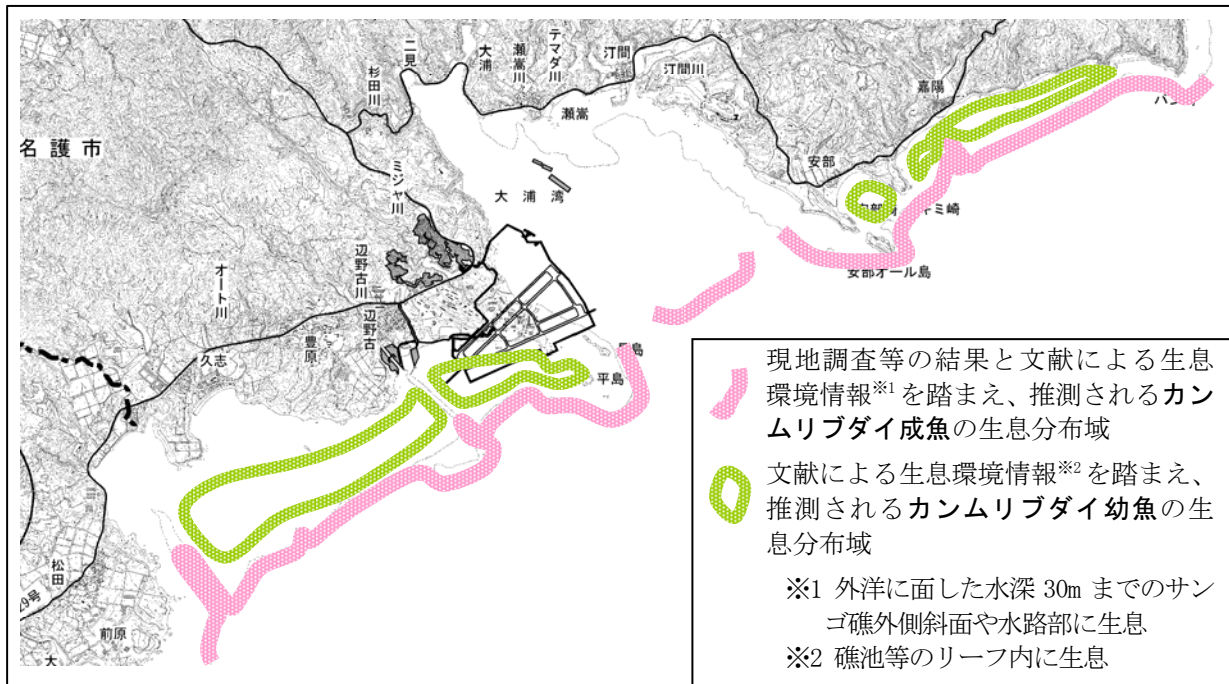 二見
大浦
瀬嵩川
テマダ川
汀間
汀間川
杉田川
瀬嵩
嘉陽
安部
名護市
ミジャ川
大浦湾
安部オール島
辺野古川
オート川
辺野古
豊原
久志
平島
松田
前原
現地調査等の結果と文献による生息
環境情報※1を踏まえ、推測されるカン
ムリブダイ成魚の生息分布域
文献による生息環境情報※2を踏まえ、
推測されるカンムリブダイ幼魚の生
息分布域
※1 外洋に面した水深 30m までのサン
ゴ礁外側斜面や水路部に生息
※2 礁池等のリーフ内に生息